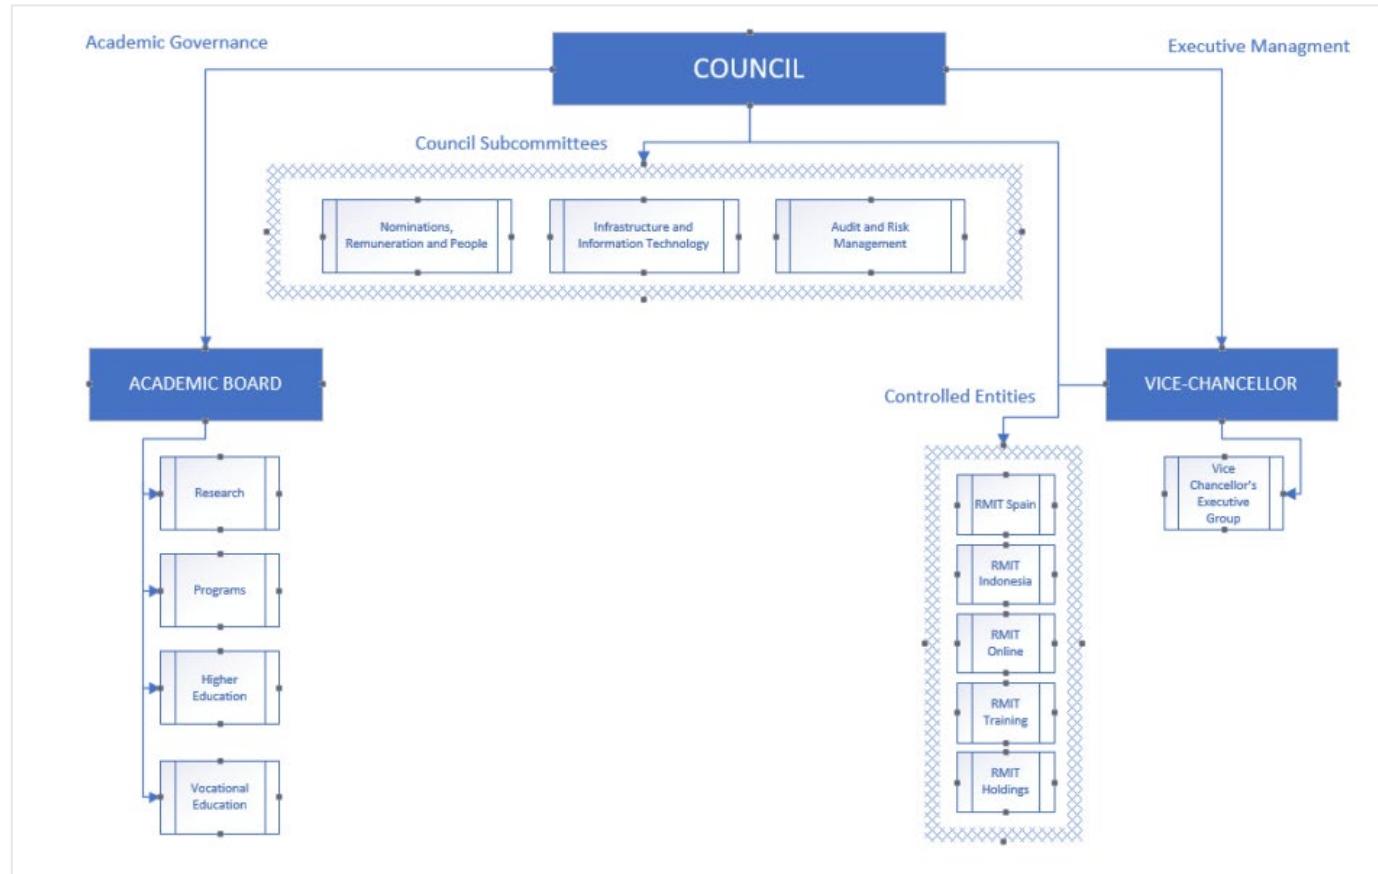 Academic Governance
COUNCIL
Executive Managment
Council Subcommittees
Nominations,
Remuneration and People
Infrastructure and
Information Technology
Audit and Risk
Management
ACADEMIC BOARD
VICE-CHANCELLOR
Controlled Entities
Research
Programs
Higher
Education
Vocational
Education
RMIT Spain
RMIT
Indonesia
RMIT
Online
RMIT
Training
RMIT
Holdings
Vice
Chancellor's
Executive
Group